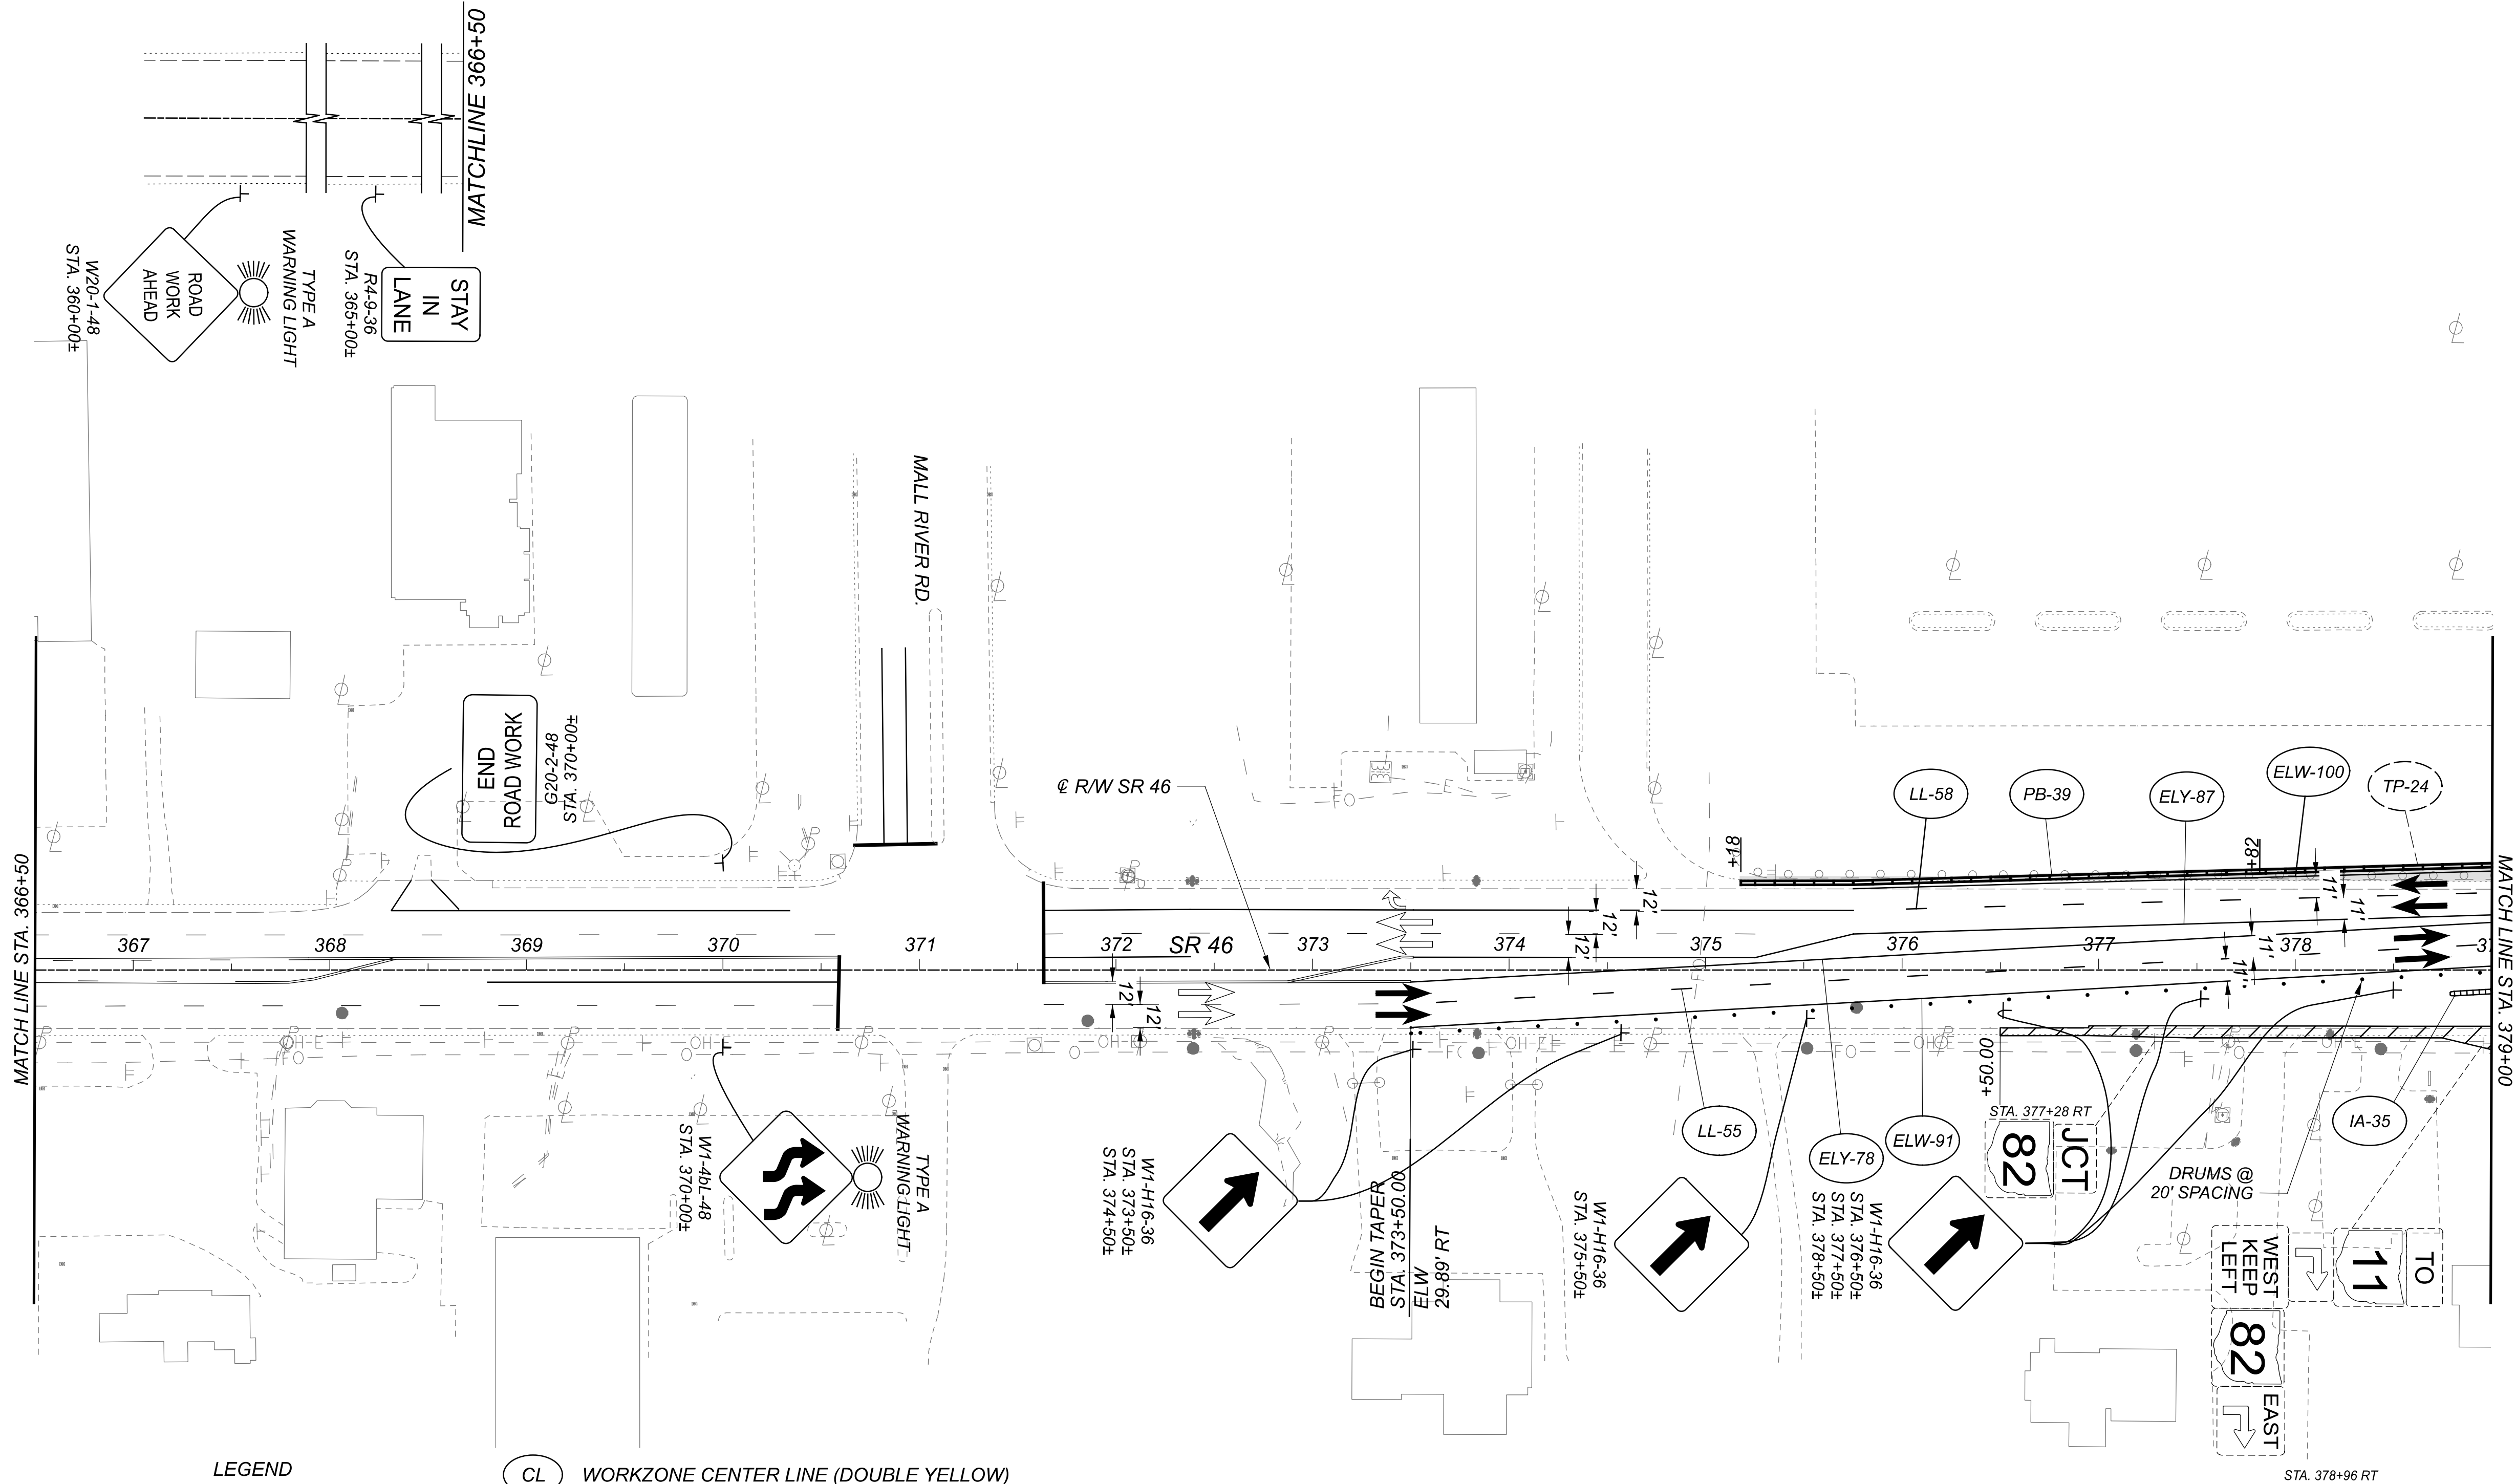 MATCHLINE 366+50
ROAD
WORK
AHEAD
W20-1-48
STA. 360+00±
TYPE A
WARNING LIGHT
STAY
IN
LANE
R4-9-36
STA. 365+00±
MATCH LINE STA. 366+50
END
ROAD WORK
G20-2-48
STA. 370+00±
MALL RIVER RD.
℄ R/W SR 46
LL-58
PB-39
ELY-87
ELW-100
TP-24
+18
+82
12'
12'
12'
11'
11'
367
368
369
370
371
372
SR 46
373
374
375
376
377
378
37
12'
12'
11'
11'
MATCH LINE STA. 379+00
W1-4bL-48
STA. 370+00±
TYPE A
WARNING LIGHT
W1-H16-36
STA. 373+50±
STA. 374+50±
BEGIN TAPER
STA. 373+50.00
ELW
29.89' RT
W1-H16-36
STA. 375+50±
LL-55
ELY-78
ELW-91
W1-H16-36
STA. 376+50±
STA. 377+50±
STA. 378+50±
+50.00
STA. 377+28 RT
JCT
82
DRUMS @
20' SPACING
IA-35
TO
11
WEST
KEEP
LEFT
82
EAST
STA. 378+96 RT
LEGEND
CL WORKZONE CENTER LINE (DOUBLE YELLOW)